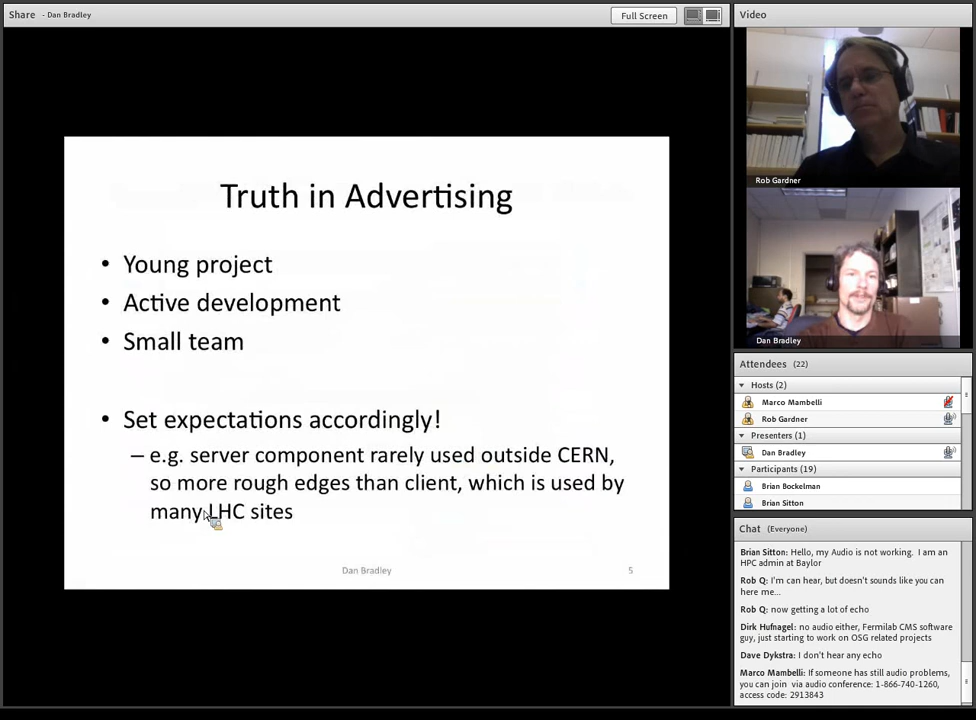 Share - Dan Bradley
Full Screen
Truth in Advertising
• Young project
• Active development
• Small team
• Set expectations accordingly!
– e.g. server component rarely used outside CERN,
so more rough edges than client, which is used by
many LHC sites
Dan Bradley
5
Video
Rob Gardner
Dan Bradley
Attendees (22)
Hosts (2)
Marco Mambelli
Rob Gardner
Presenters (1)
Dan Bradley
Participants (19)
Brian Bockelman
Brian Sitton
Chat (Everyone)
Brian Sitton: Hello, my Audio is not working. I am an
HPC admin at Baylor
Rob Q: I'm can hear, but doesn't sounds like you can
here me...
Rob Q: now getting a lot of echo
Dirk Hufnagel: no audio either, Fermilab CMS software
guy, just starting to work on OSG related projects
Dave Dykstra: I don't hear any echo
Marco Mambelli: If someone has still audio problems,
you can join via audio conference: 1-866-740-1260,
access code: 2913843